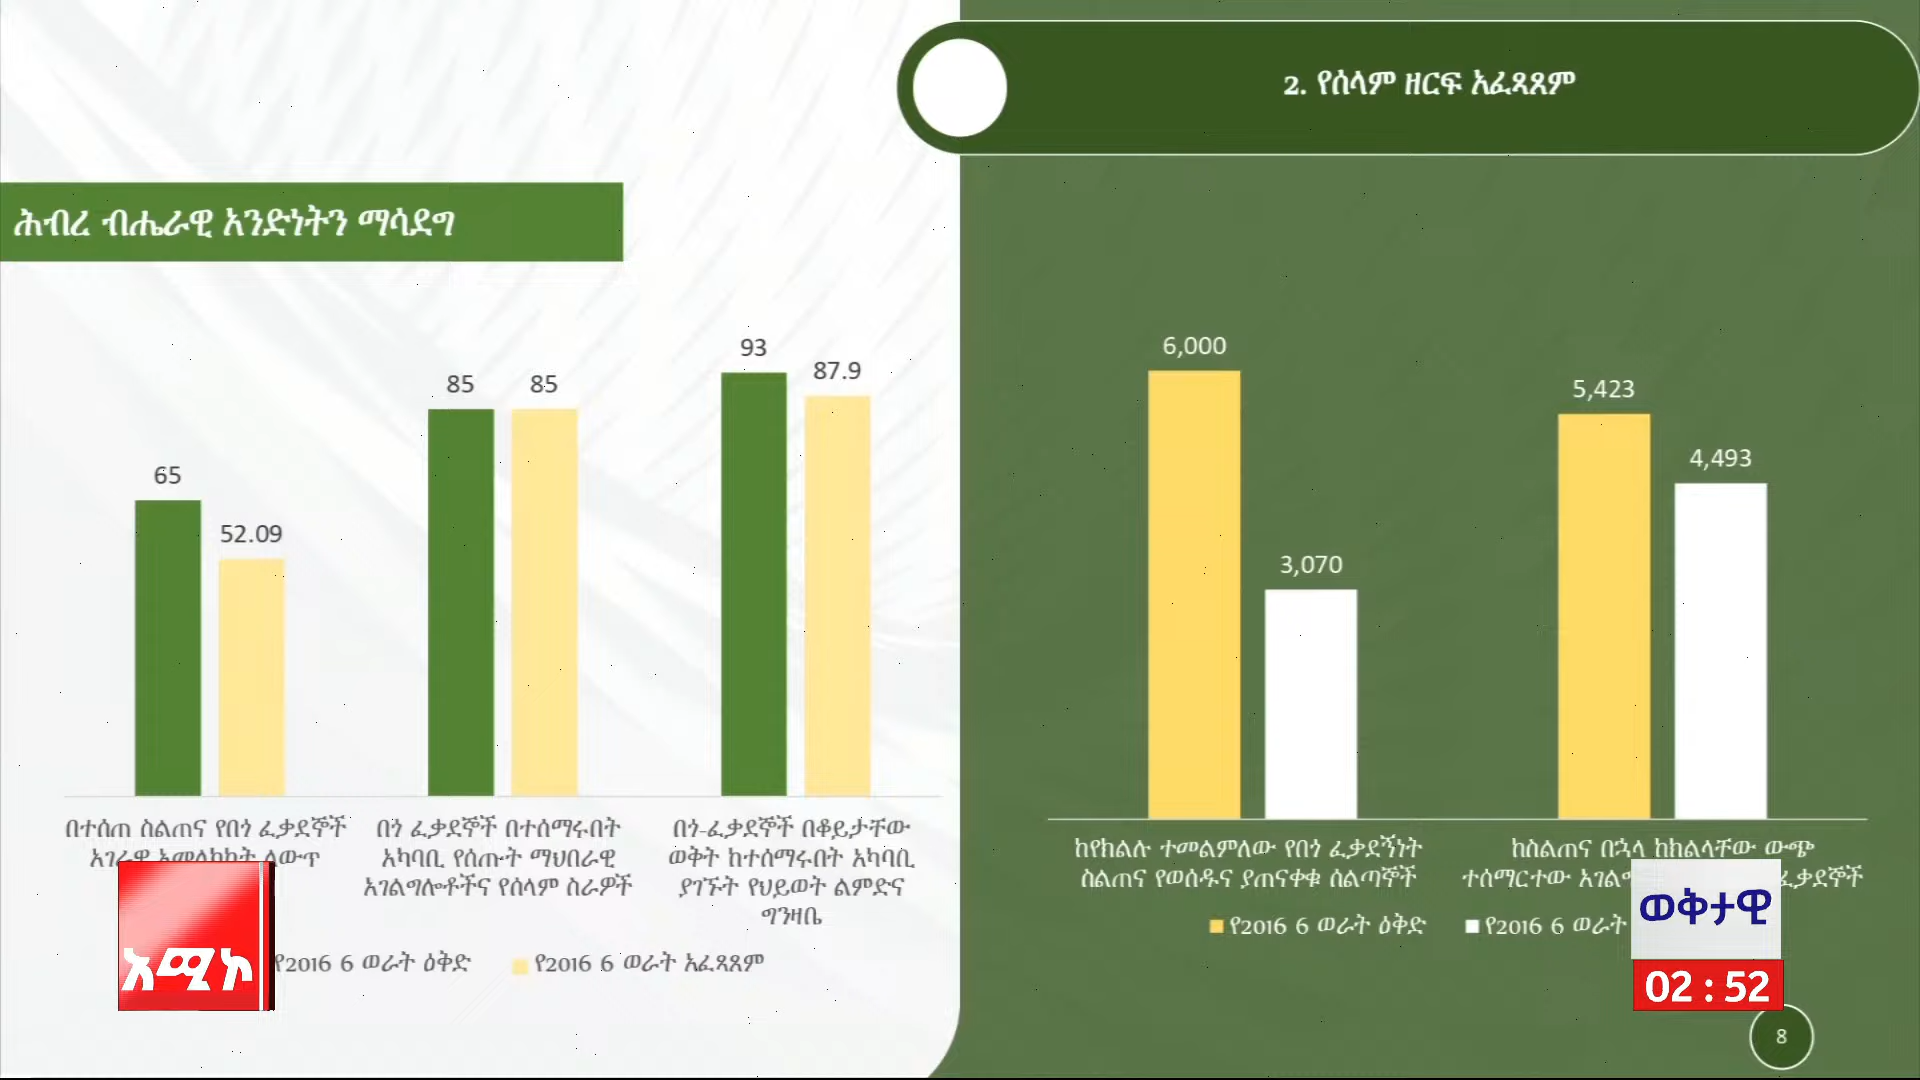 2. የሰላም ዘርፍ አፈጻጸም
ሕብረ ብሔራዊ አንድነትን ማሳደግ
65
52.09
85
85
93
87.9
በተሰጠ ስልጠና የበጎ ፈቃደኞች
አገራዊ አመለካከት ለውጥ
በጎ ፈቃደኞች በተሰማሩበት
አካባቢ የሰጡት ማህበራዊ
አገልግሎቶችና የሰላም ስራዎች
በጎ-ፈቃደኞች በቆይታቸው
ወቅት ከተሰማሩበት አካባቢ
ያገኙት የህይወት ልምድና
ግንዛቤ
የ2016 6 ወራት ዕቅድ
የ2016 6 ወራት አፈጻጸም
6,000
3,070
5,423
4,493
ከየክልሉ ተመልምለው የበጎ ፈቃደኝነት
ስልጠና የወሰዱና ያጠናቀቁ ሰልጣኞች
ከስልጠና በኋላ ከክልላቸው ውጭ
ተሰማርተው ፈቃደኞች
የ2016 6 ወራት ዕቅድ
የ2016 6 ወራት
አሚኮ
ወቅታዊ
02 : 52
8